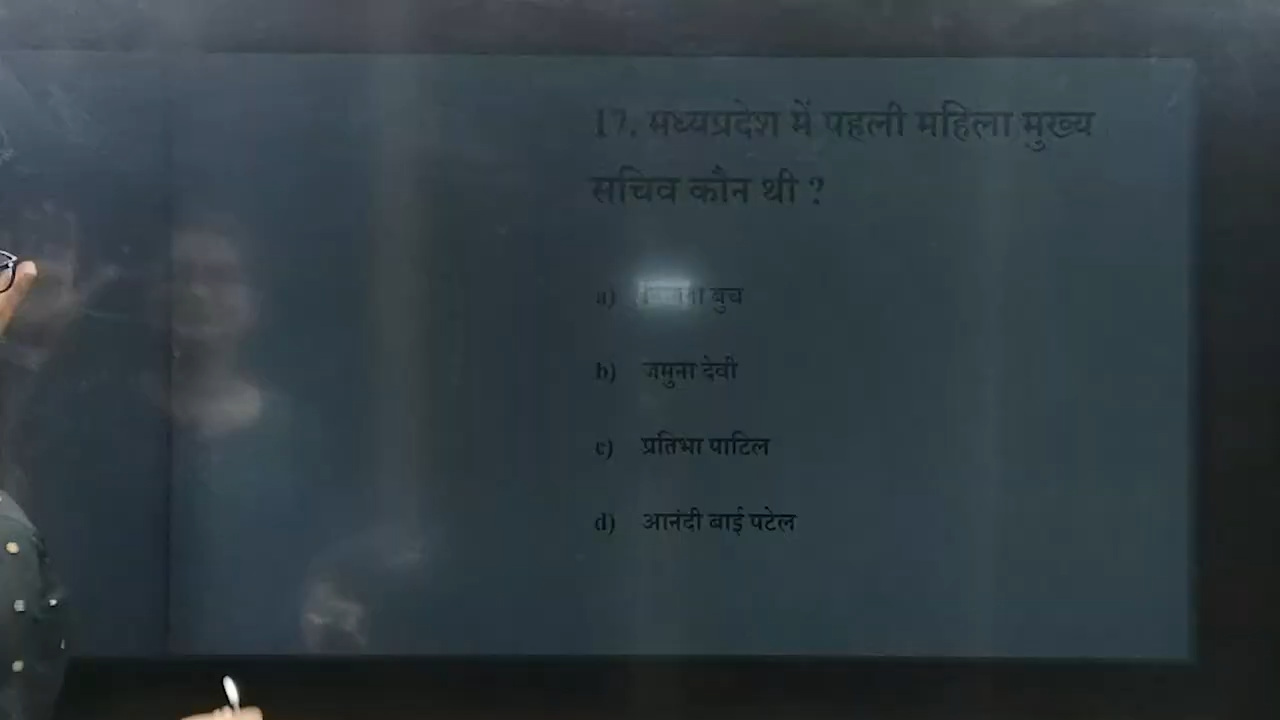 17. मध्यप्रदेश में पहली महिला मुख्य
सचिव कौन थी ?
a) बुच
b) जमुना देवी
c) प्रतिभा पाटिल
d) आनंदी बाई पटेल